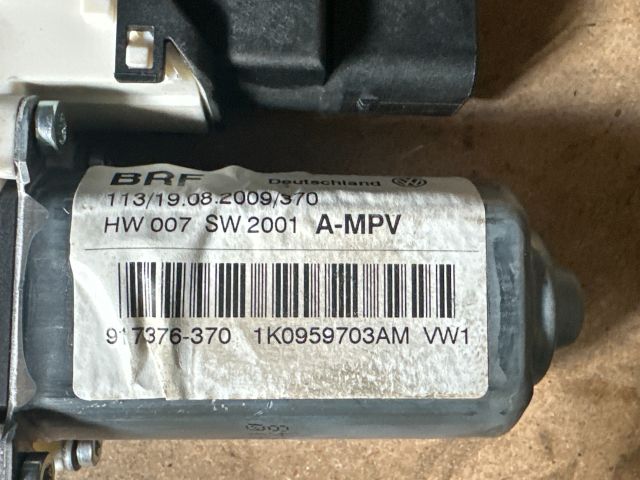 BRF Deutschland
113/19.08.2009/370
HW 007 SW 2001 A-MPV
917376-370 1K0959703AM VW1